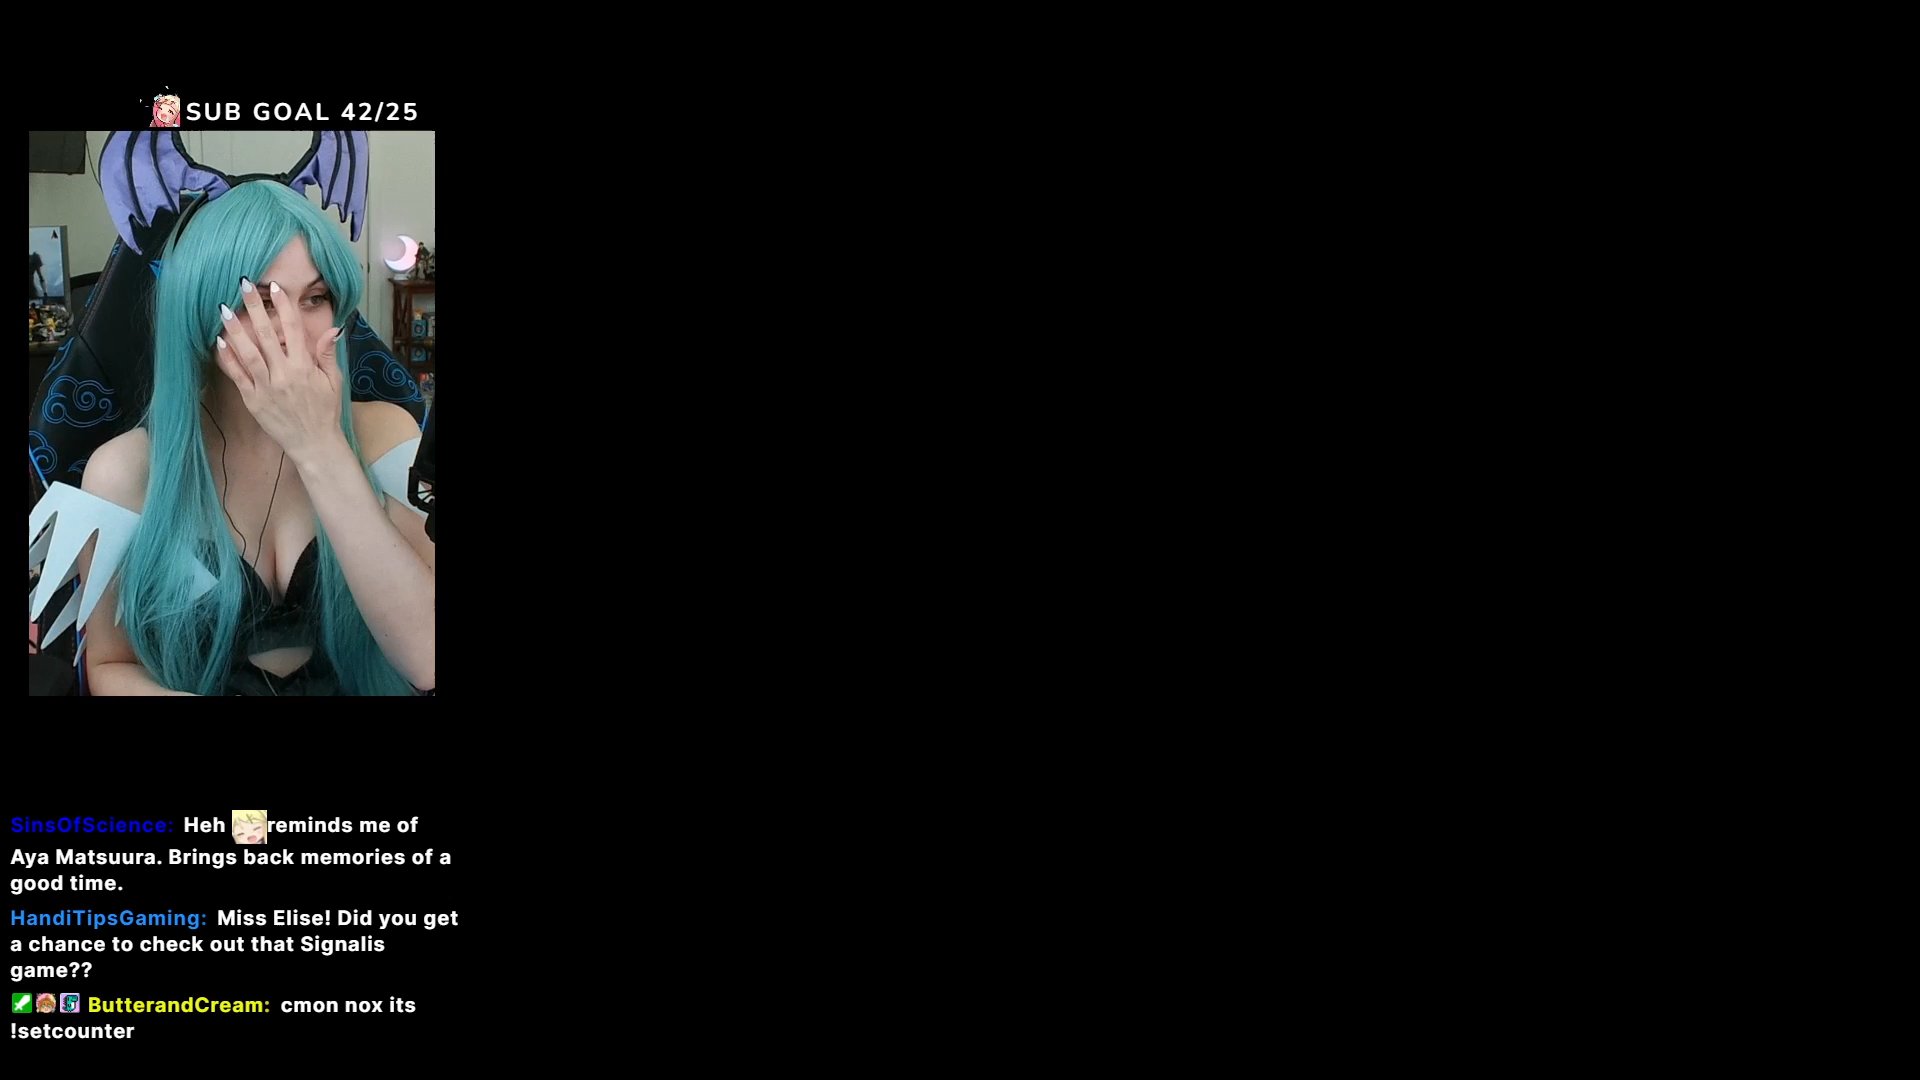 SUB GOAL 42/25
SinsOfScience: Heh reminds me of
Aya Matsuura. Brings back memories of a
good time.
HandiTipsGaming: Miss Elise! Did you get
a chance to check out that Signalis
game??
ButterandCream: cmon nox its
!setcounter